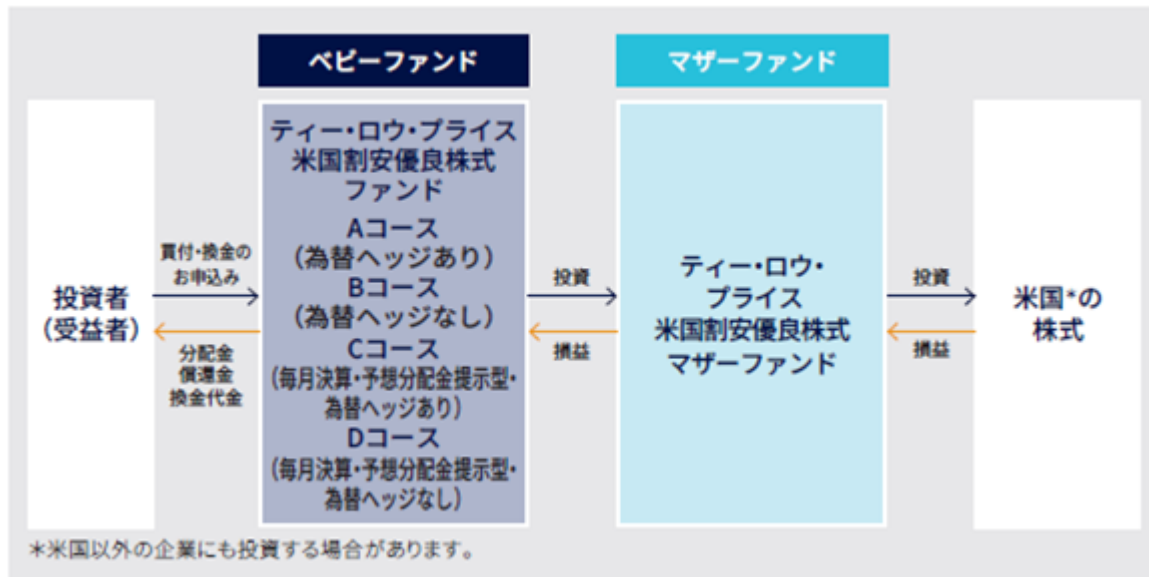 ベビーファンド
マザーファンド
投資者
（受益者）
買付・換金の
お申込み
分配金
償還金
換金代金
ティー・ロウ・プライス
米国割安優良株式
ファンド
Aコース
（為替ヘッジあり）
Bコース
（為替ヘッジなし）
Cコース
（毎月決算・予想分配金提示型・
為替ヘッジあり）
Dコース
（毎月決算・予想分配金提示型・
為替ヘッジなし）
投資
損益
ティー・ロウ・
プライス
米国割安優良株式
マザーファンド
投資
損益
米国*の
株式
＊米国以外の企業にも投資する場合があります。